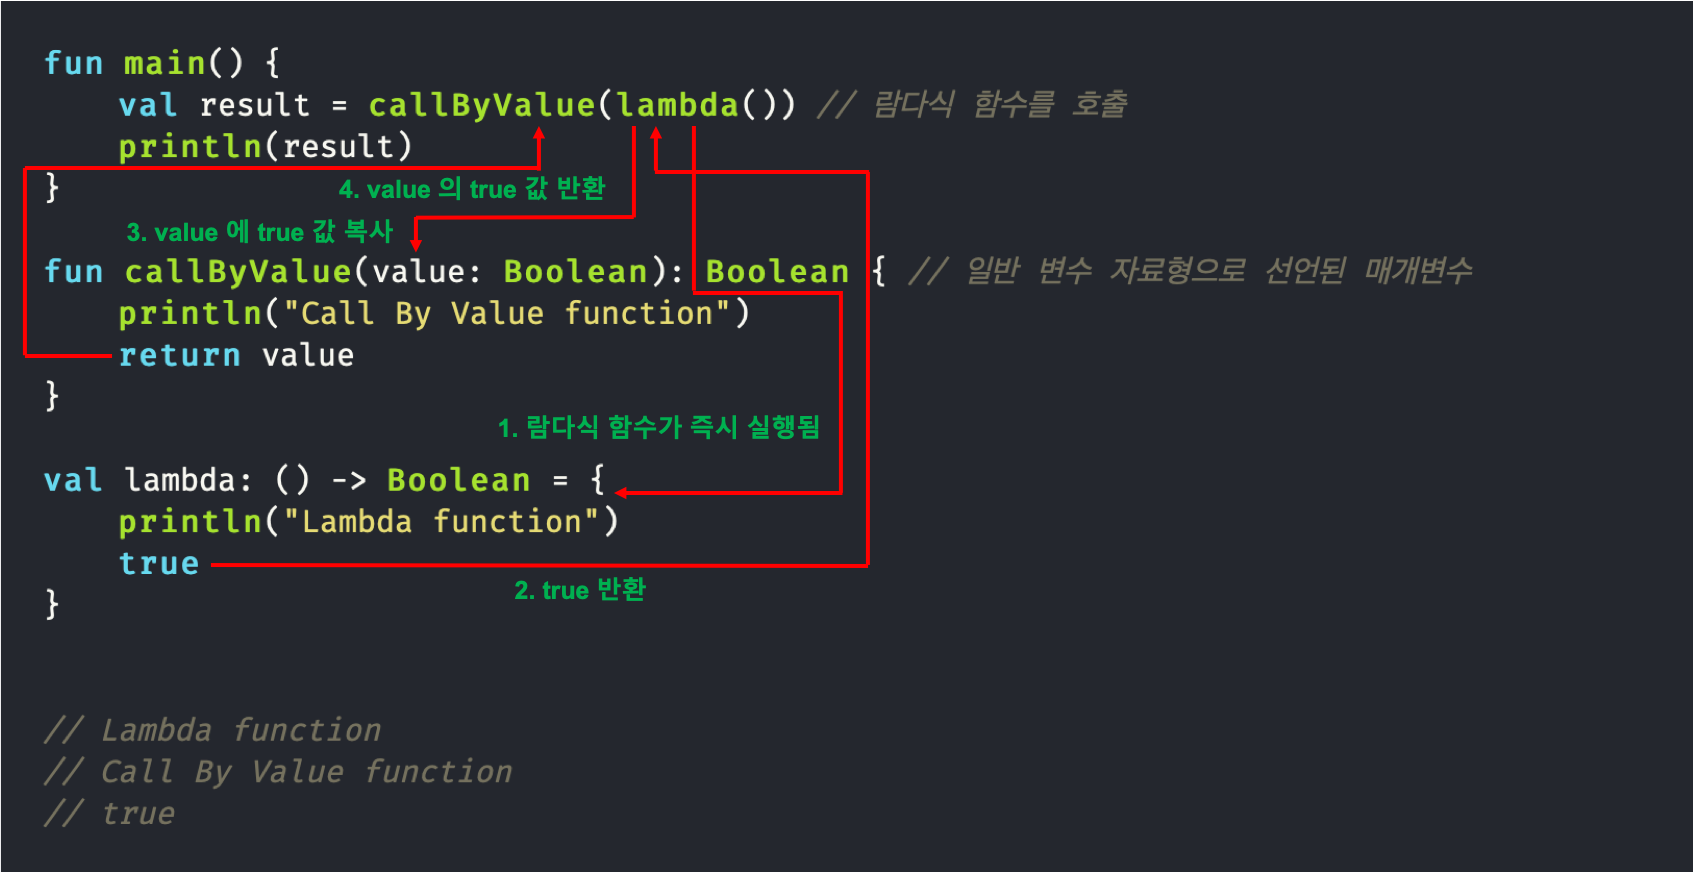 fun main() {
    val result = callByValue(lambda()) // 람다식 함수를 호출
    println(result)
}
4. value 의 true 값 반환
3. value 에 true 값 복사
fun callByValue(value: Boolean): Boolean { // 일반 변수 자료형으로 선언된 매개변수
    println("Call By Value function")
    return value
}
1. 람다식 함수가 즉시 실행됨
val lambda: () -> Boolean = {
    println("Lambda function")
    true
2. true 반환
}
// Lambda function
// Call By Value function
// true